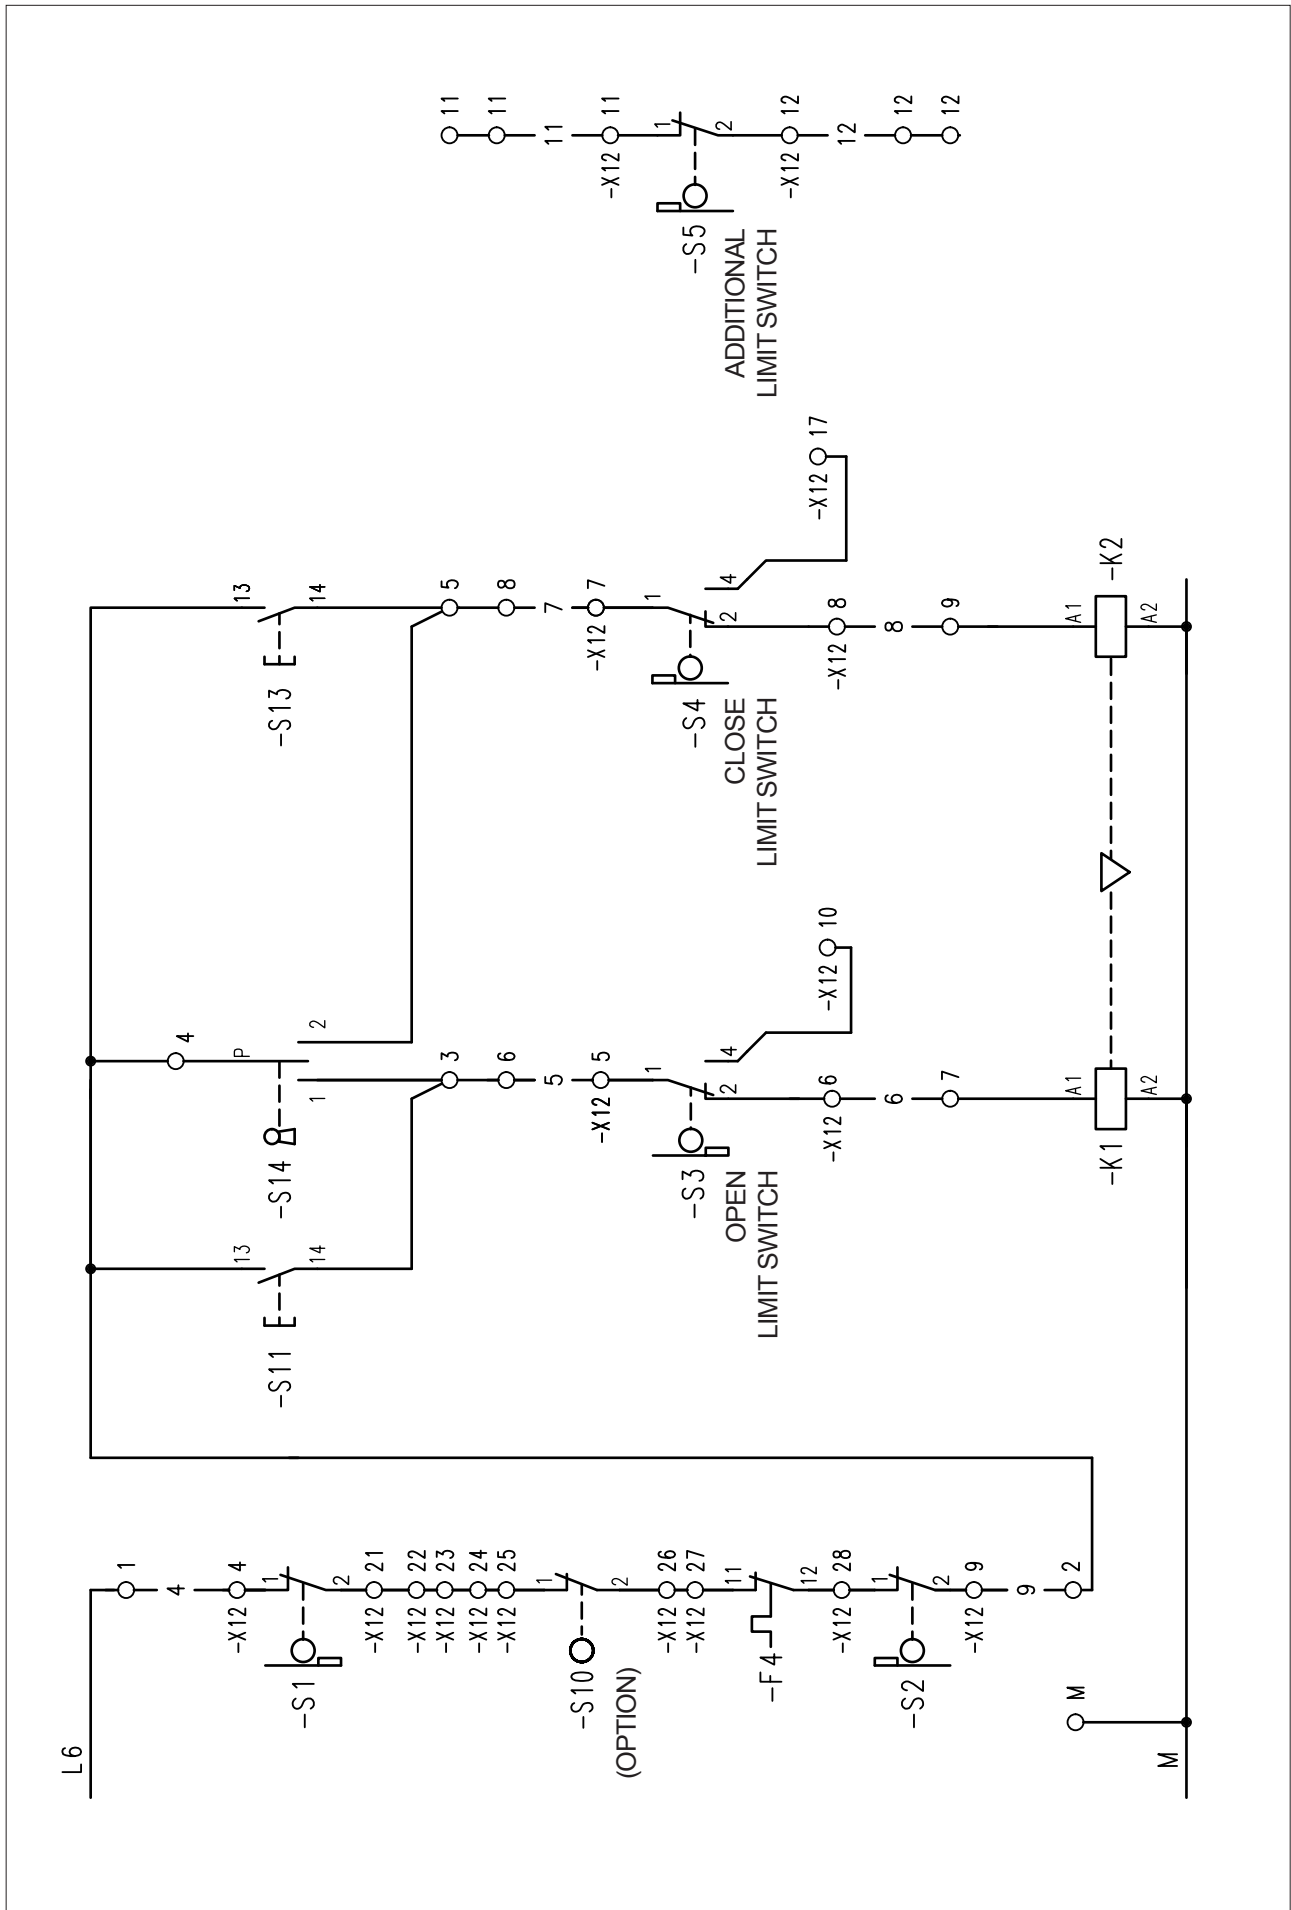 L6
1
4
-X12 4
1
2
-S1
-X12 21
-X12 22
-X12 23
-X12 24
-X12 25
1
2
-S10
(OPTION)
-X12 26
-X12 27
11
12
-F4
-X12 28
1
2
-S2
-X12 9
9
2
M
M
-S11
13
14
4
P
1
2
-S14
3
6
5
-X12 5
1
2
4
-S3
OPEN
LIMIT SWITCH
-X12 10
-X12 6
6
7
A1
A2
-K1
-S13
13
14
5
8
7
-X12 7
1
2
4
-S4
CLOSE
LIMIT SWITCH
-X12 17
-X12 8
8
9
A1
A2
-K2
11
11
11
-X12 11
1
2
-S5
ADDITIONAL
LIMIT SWITCH
-X12 12
12
12
12